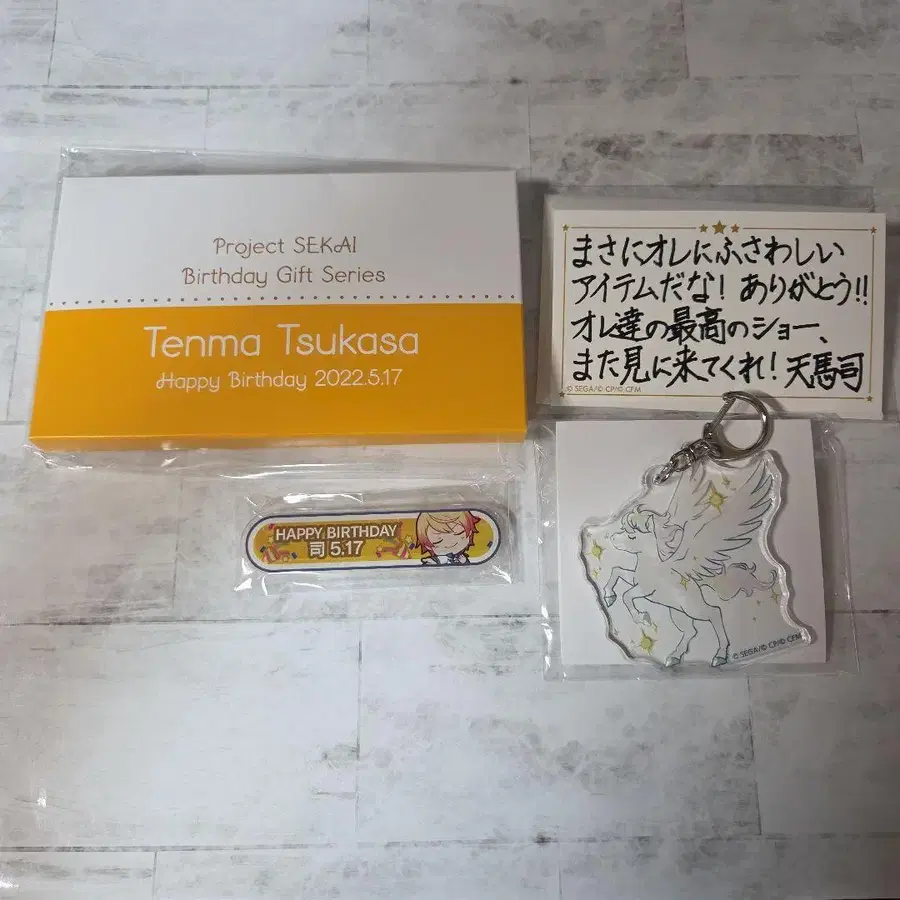 Project SEKAI
Birthday Gift Series
Tenma Tsukasa
Happy Birthday 2022.5.17
まさにオレにふさわしい
アイテムだな! ありがとう!!
オレ達の最高のショー、
また見に来てくれ! 天馬司
© SEGA/© CP/© CFM
HAPPY BIRTHDAY
司 5.17
© SEGA/© CP/© CFM